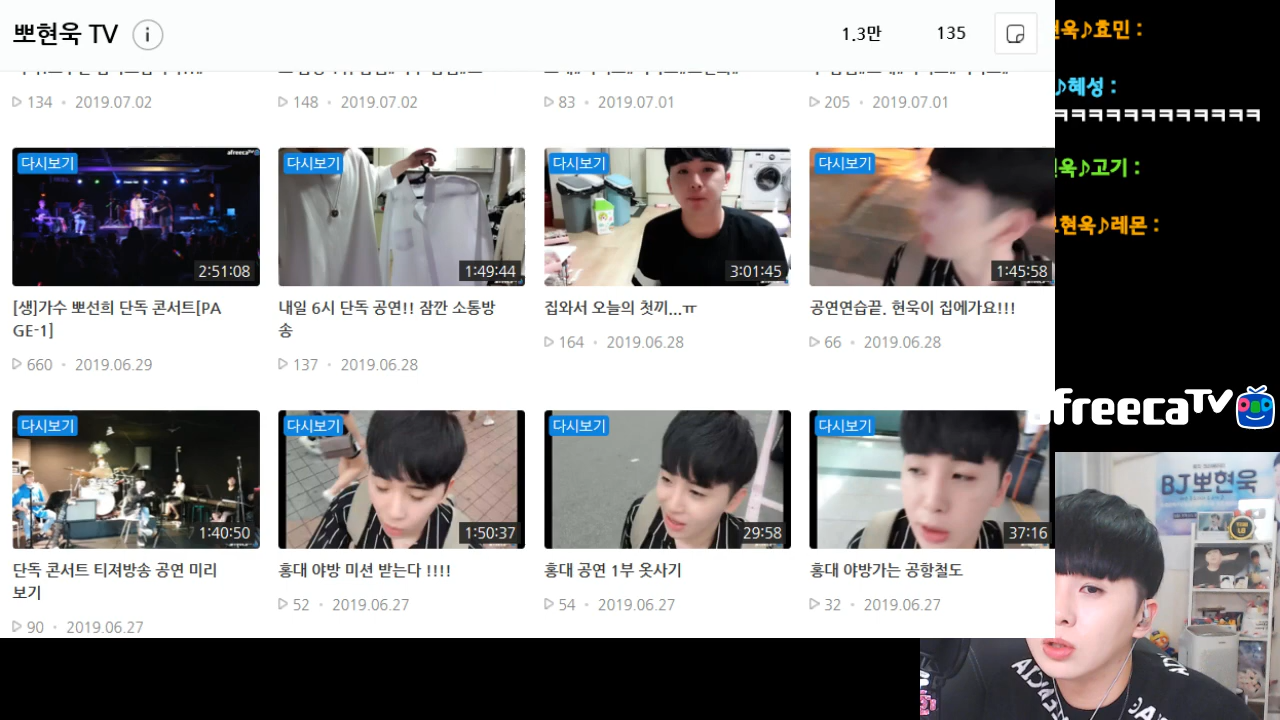 뽀현욱 TV
1.3만
135
134 • 2019.07.02
148 • 2019.07.02
83 • 2019.07.01
205 • 2019.07.01
다시보기
afreecaTV
2:51:08
다시보기
1:49:44
다시보기
3:01:45
다시보기
1:45:58
[생]가수 뽀선희 단독 콘서트[PA
GE-1]
660 • 2019.06.29
내일 6시 단독 공연!! 잠깐 소통방
송
137 • 2019.06.28
집와서 오늘의 첫끼...ㅠ
164 • 2019.06.28
공연연습끝. 현욱이 집에가요!!!
66 • 2019.06.28
다시보기
1:40:50
다시보기
1:50:37
다시보기
29:58
다시보기
37:16
단독 콘서트 티져방송 공연 미리
보기
90 • 2019.06.27
홍대 야방 미션 받는다 !!!!
52 • 2019.06.27
홍대 공연 1부 옷사기
54 • 2019.06.27
홍대 야방가는 공항철도
32 • 2019.06.27
현욱♪효민 :
♪혜성 :
ㅋㅋㅋㅋㅋㅋㅋㅋㅋㅋㅋㅋ
욱♪고기 :
뽀현욱♪레몬 :
afreecaTV
BJ뽀현욱